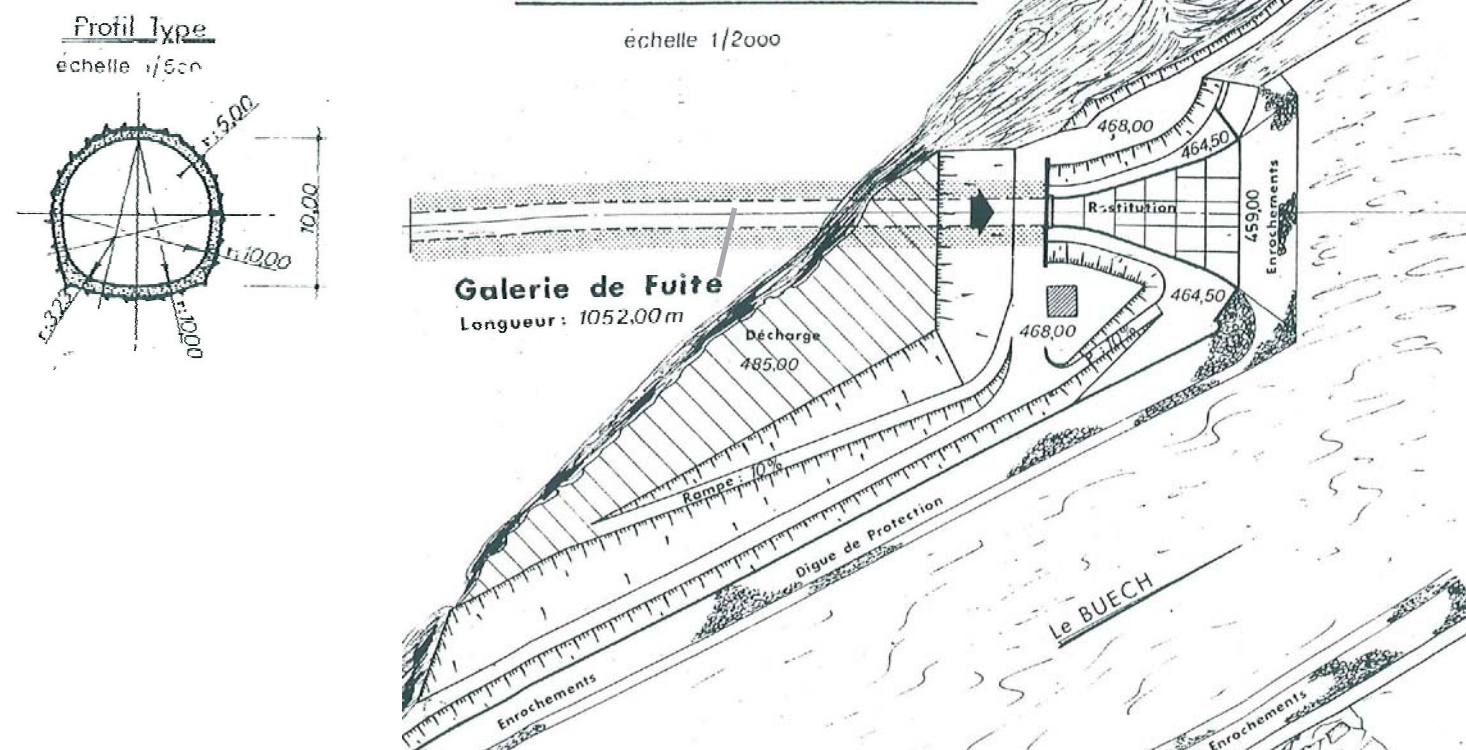 Profil Type
échelle 1/500
r:5,00
10,00
r:10,00
r:3,23
r:10,00
échelle 1/2000
Galerie de Fuite
Longueur: 1052,00 m
Décharge
485,00
Rampe: 10%
468,00
464,50
Restitution
459,00
Enrochements
464,50
468,00
10%
Digue de Protection
Le BUECH
Enrochements
Enrochements